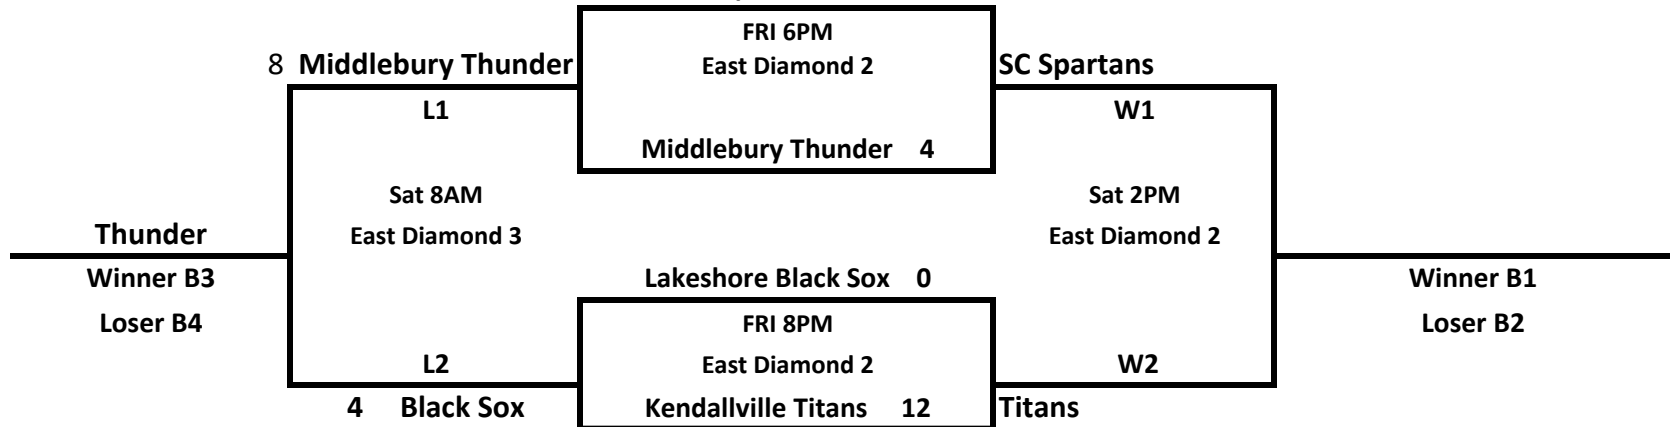 FRI 6PM
8 Middlebury Thunder East Diamond 2 SC Spartans
L1 W1
Middlebury Thunder 4
Sat 8AM Sat 2PM
Thunder East Diamond 3 East Diamond 2
Winner B3 Lakeshore Black Sox 0 Winner B1
Loser B4 FRI 8PM Loser B2
L2 East Diamond 2 W2
4 Black Sox Kendallville Titans 12 Titans